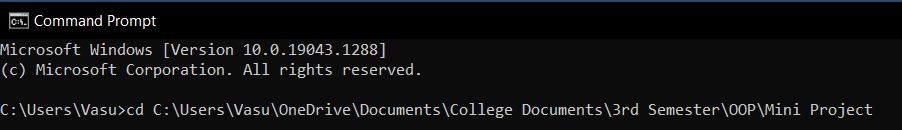 Command Prompt
Microsoft Windows [Version 10.0.19043.1288]
(c) Microsoft Corporation. All rights reserved.
C:\Users\Vasu>cd C:\Users\Vasu\OneDrive\Documents\College Documents\3rd Semester\OOP\Mini Project